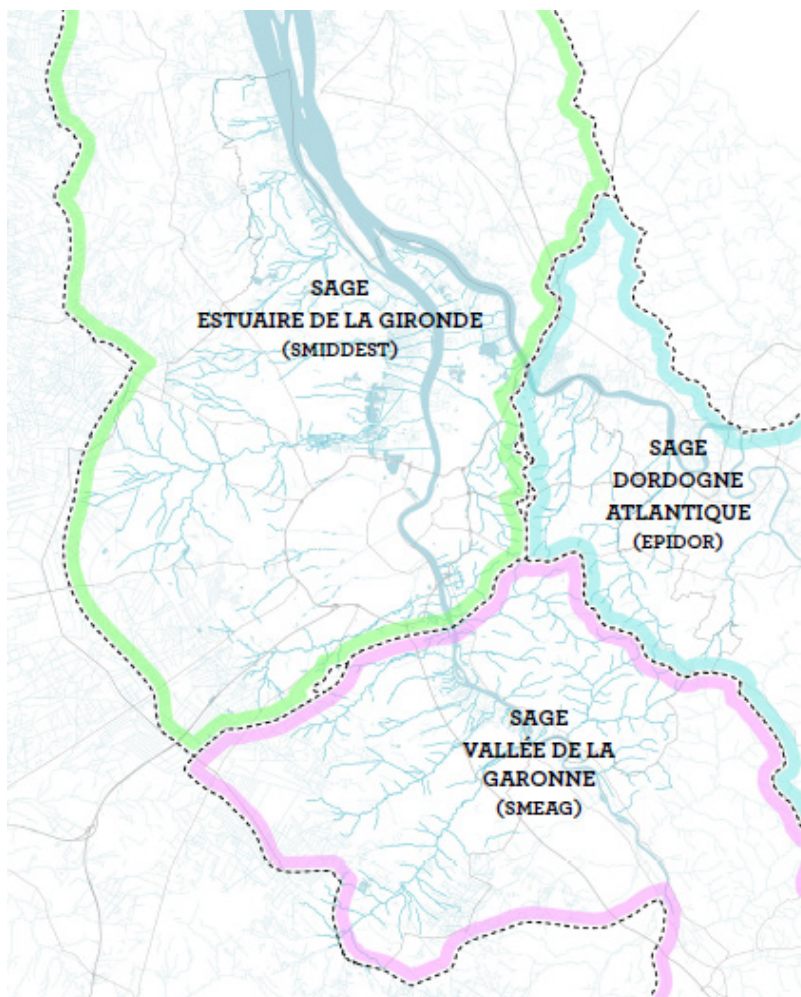 SAGE
ESTUAIRE DE LA GIRONDE
(SMIDDEST)
SAGE
DORDOGNE
ATLANTIQUE
(EPIDOR)
SAGE
VALLÉE DE LA
GARONNE
(SMEAG)